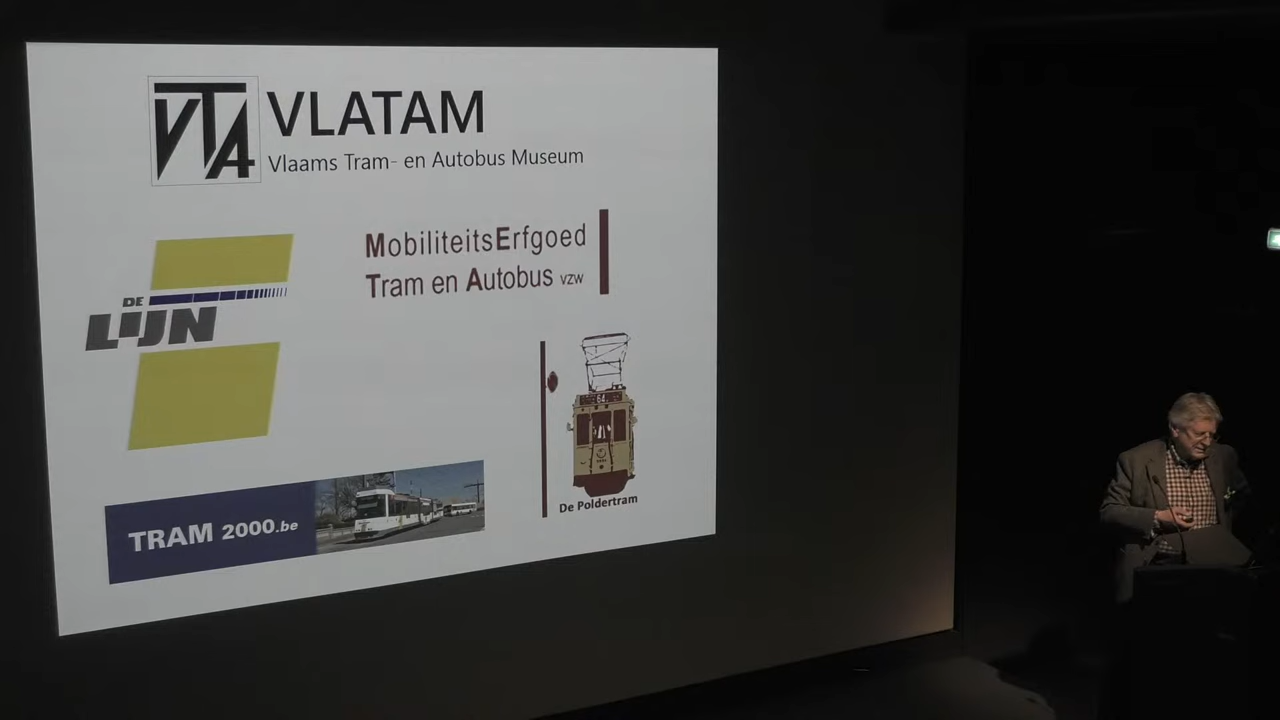 VTA
VLATAM
Vlaams Tram- en Autobus Museum
MobiliteitsErfgoed
Tram en Autobus vzw
DE
LIJN
64
De Poldertram
TRAM 2000.be